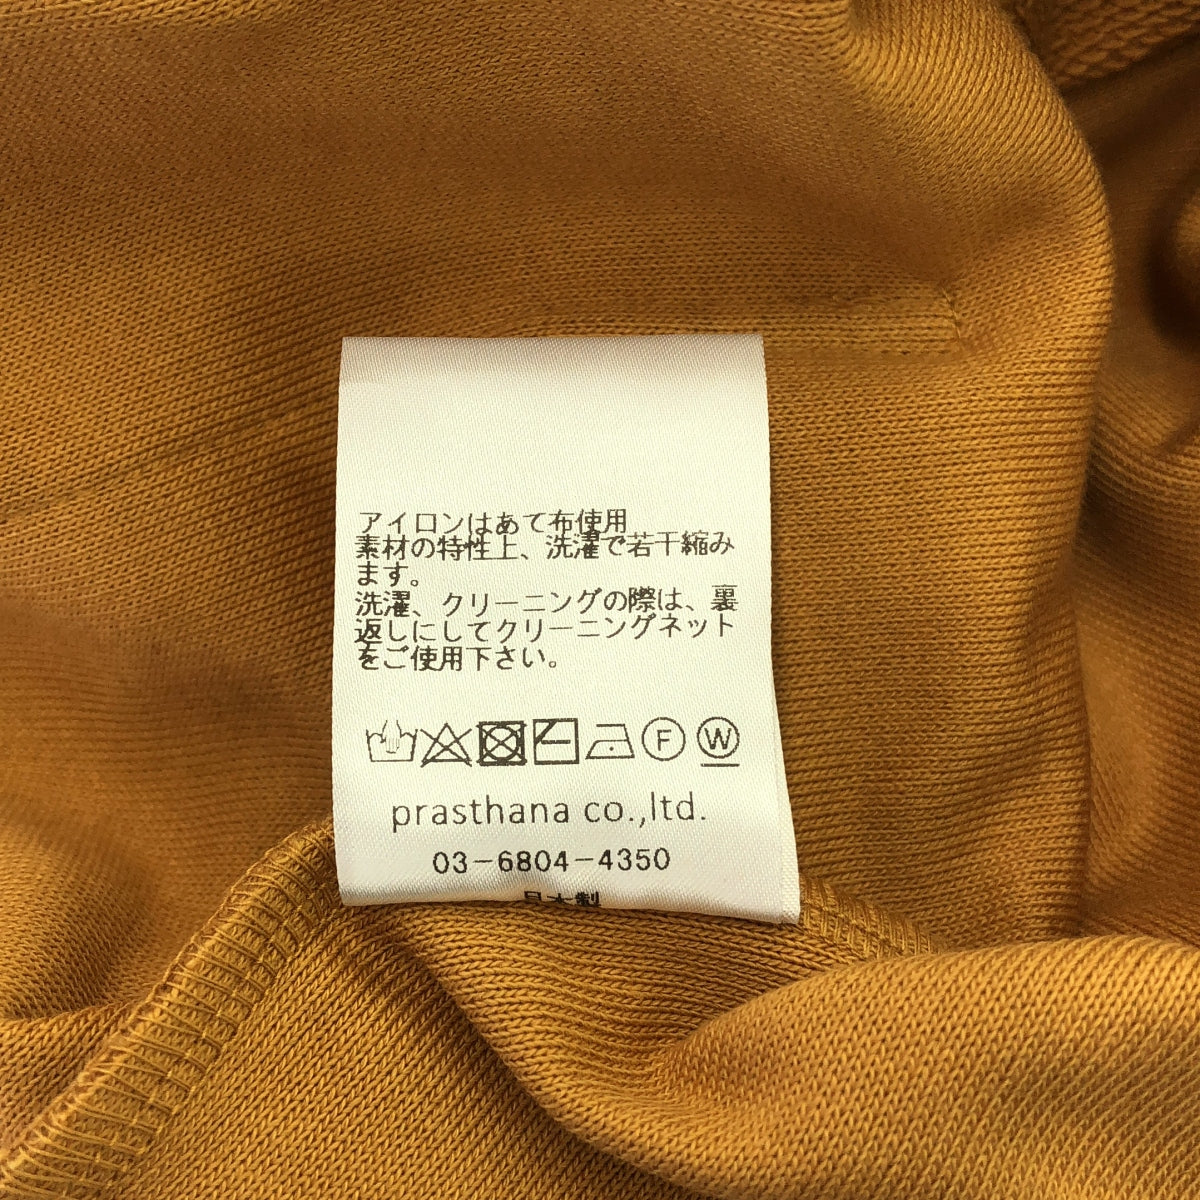 アイロンはあて布使用
素材の特性上、洗濯で若干縮み
ます。
洗濯、クリーニングの際は、裏
返しにしてクリーニングネット
をご使用下さい。
F W
prasthana co.,ltd.
03-6804-4350
日本製